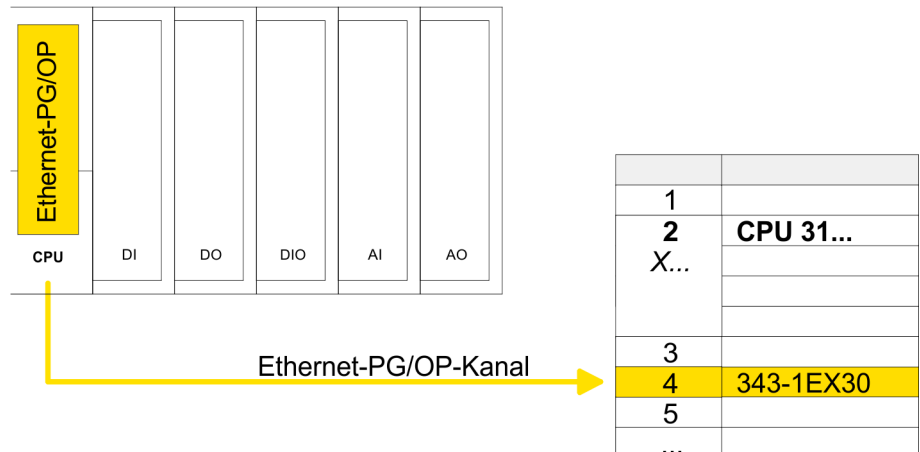 Ethernet-PG/OP
CPU
DI
DO
DIO
AI
AO
Ethernet-PG/OP-Kanal
1
2 CPU 31...
X...
3
4 343-1EX30
5
...